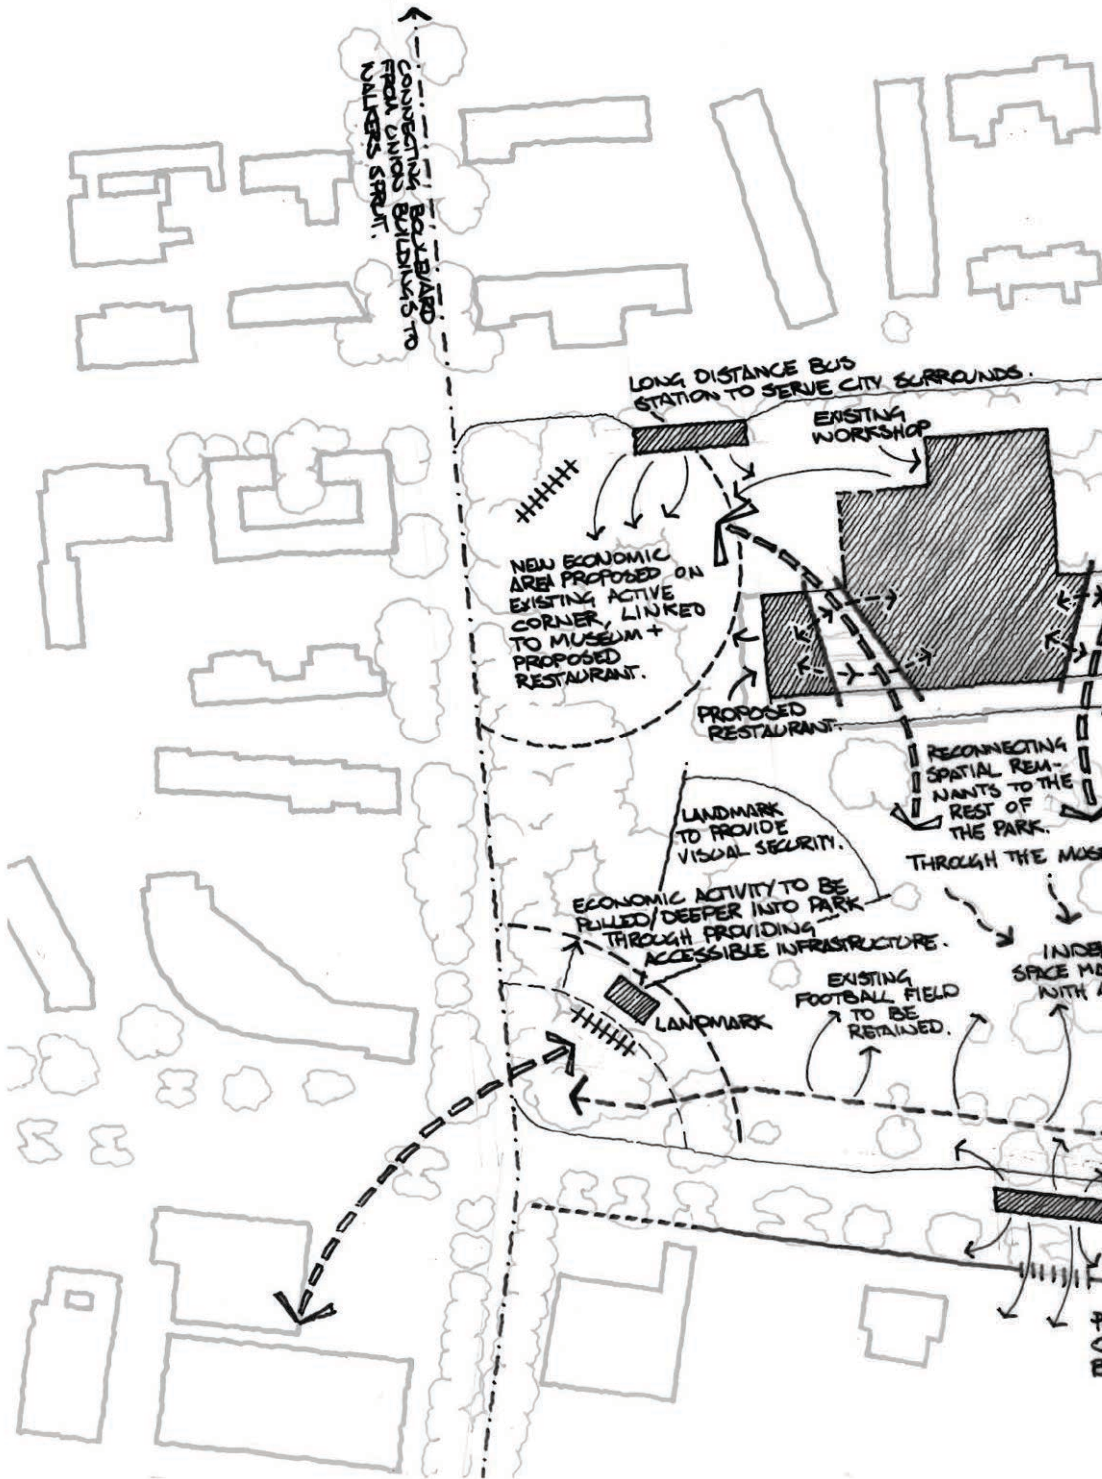 CONNECTING BOULEVARD
FROM UNION BUILDINGS TO
WALKERS SPRUIT.
LONG DISTANCE BUS
STATION TO SERVE CITY SURROUNDS.
EXISTING
WORKSHOP
NEW ECONOMIC
AREA PROPOSED ON
EXISTING ACTIVE
CORNER, LINKED
TO MUSEUM +
PROPOSED
RESTAURANT.
PROPOSED
RESTAURANT.
RECONNECTING
SPATIAL REM-
NANTS TO THE
REST OF
THE PARK.
THROUGH THE MUSE
LANDMARK
TO PROVIDE
VISUAL SECURITY.
ECONOMIC ACTIVITY TO BE
PULLED/DEEPER INTO PARK
THROUGH PROVIDING
ACCESSIBLE INFRASTRUCTURE.
LANDMARK
EXISTING
FOOTBALL FIELD
TO BE
RETAINED.
INDE
SPACE MA
WITH A